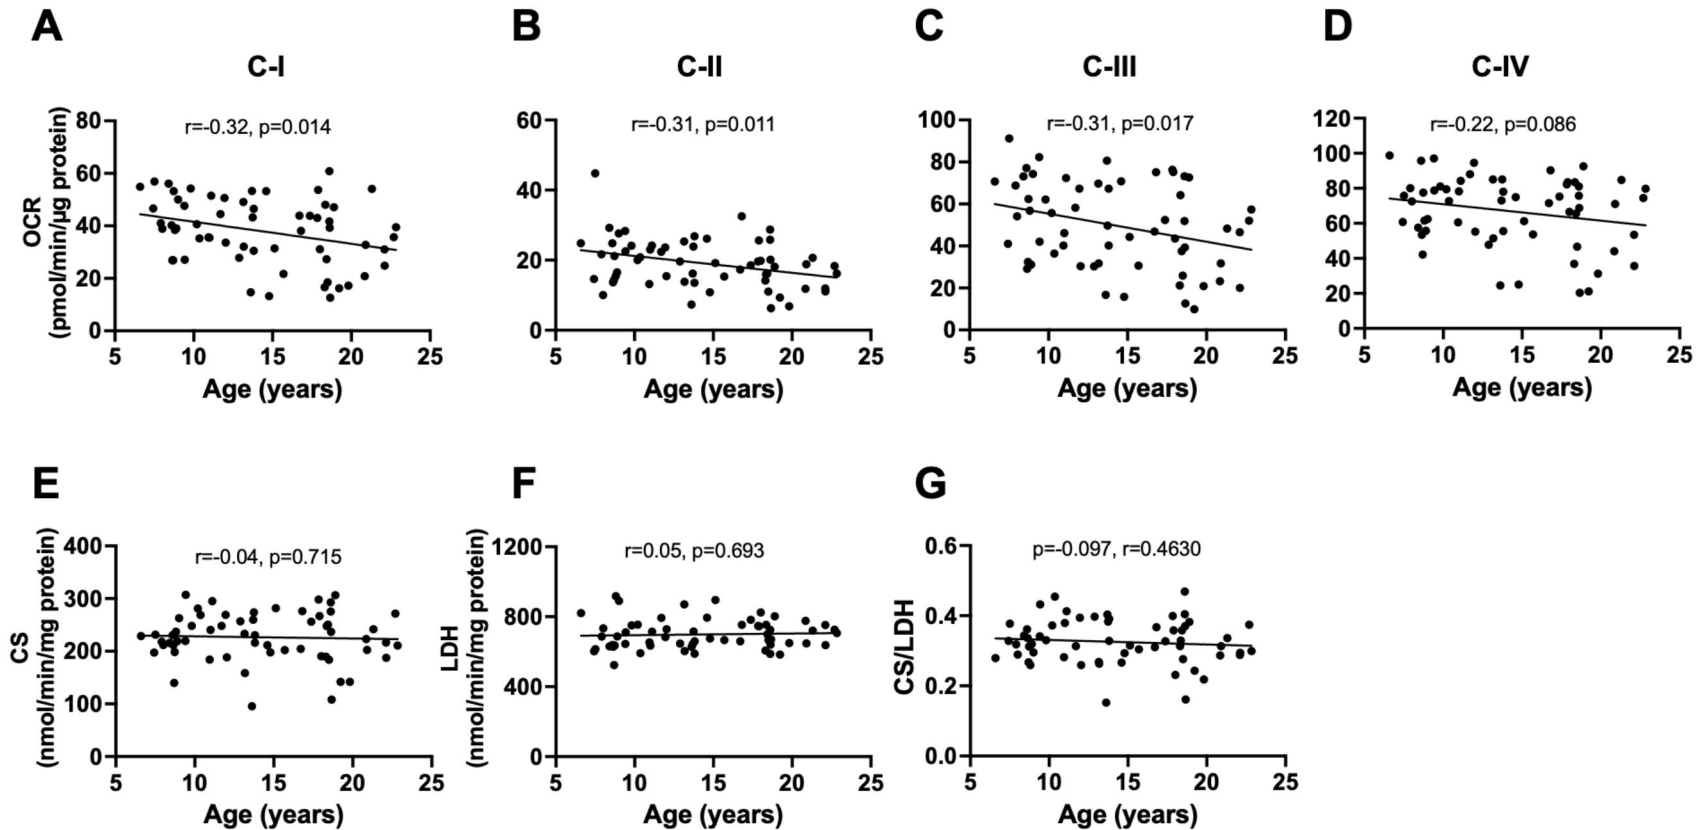 A
B
C
D
C-I
C-II
C-III
C-IV
OCR
(pmol/min/µg protein)
r=-0.32, p=0.014
80
60
40
20
0
5 10 15 20 25
Age (years)
r=-0.31, p=0.011
60
40
20
0
5 10 15 20 25
Age (years)
r=-0.31, p=0.017
100
80
60
40
20
0
5 10 15 20 25
Age (years)
r=-0.22, p=0.086
120
100
80
60
40
20
0
5 10 15 20 25
Age (years)
E
F
G
CS
(nmol/min/mg protein)
r=-0.04, p=0.715
400
300
200
100
0
5 10 15 20 25
Age (years)
LDH
(nmol/min/mg protein)
r=0.05, p=0.693
1200
800
400
0
5 10 15 20 25
Age (years)
CS/LDH
p=-0.097, r=0.4630
0.6
0.4
0.2
0.0
5 10 15 20 25
Age (years)